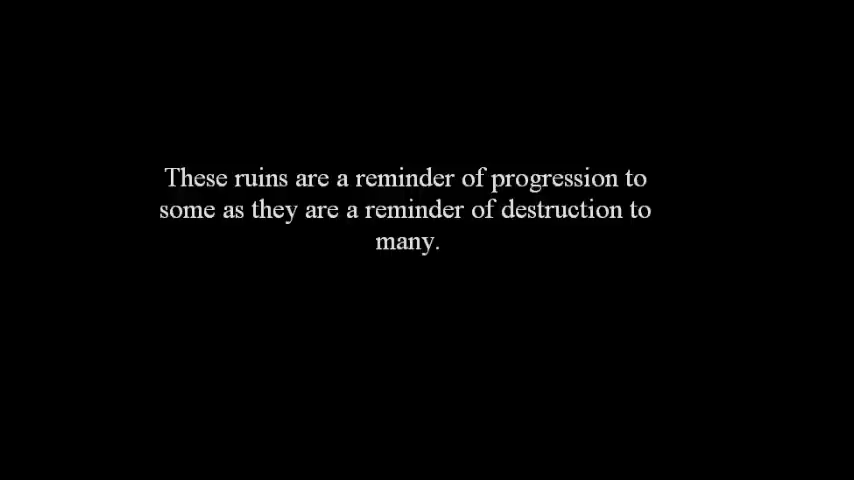 These ruins are a reminder of progression to
some as they are a reminder of destruction to
many.